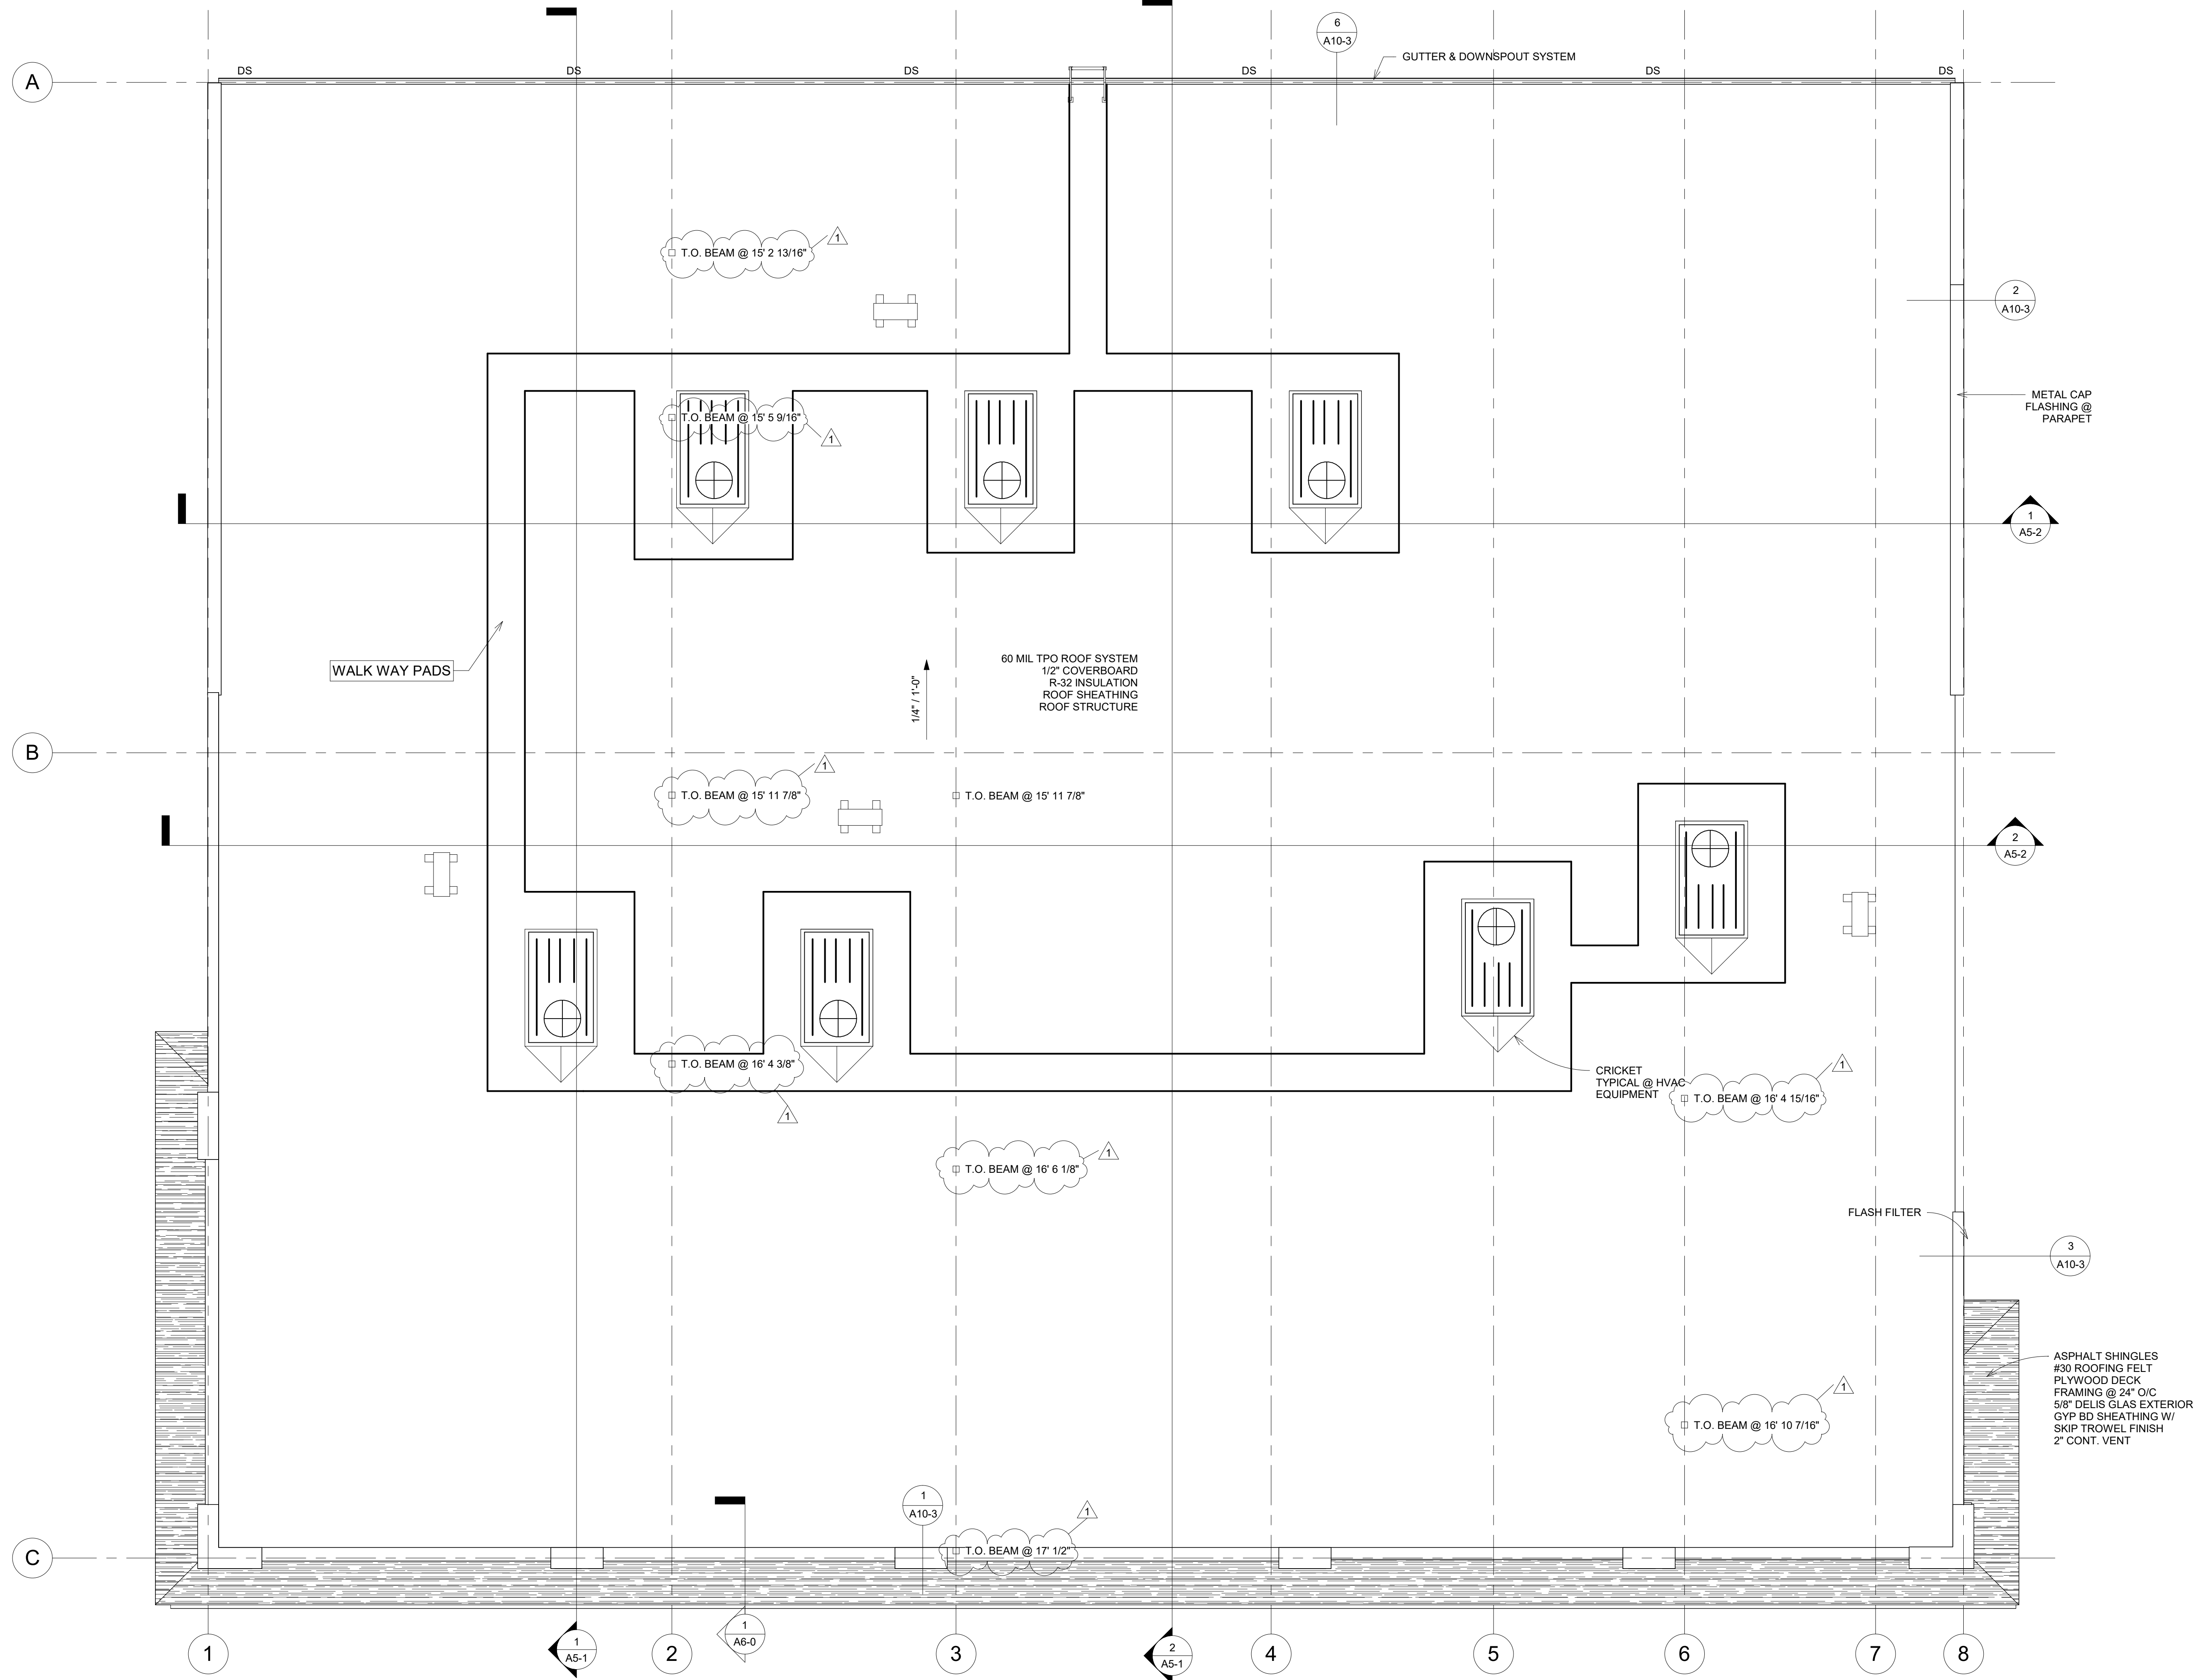 6
A10-3
GUTTER & DOWNSPOUT SYSTEM
DS
DS
DS
DS
DS
DS
A
1
T.O. BEAM @ 15' 2 13/16"
2
A10-3
METAL CAP
FLASHING @
PARAPET
T.O. BEAM @ 15' 5 9/16"
1
1
A5-2
WALK WAY PADS
1/4" / 1'-0"
60 MIL TPO ROOF SYSTEM
1/2" COVERBOARD
R-32 INSULATION
ROOF SHEATHING
ROOF STRUCTURE
B
1
T.O. BEAM @ 15' 11 7/8"
T.O. BEAM @ 15' 11 7/8"
2
A5-2
T.O. BEAM @ 16' 4 3/8"
1
CRICKET
TYPICAL @ HVAC
EQUIPMENT
1
T.O. BEAM @ 16' 4 15/16"
1
T.O. BEAM @ 16' 6 1/8"
FLASH FILTER
3
A10-3
ASPHALT SHINGLES
#30 ROOFING FELT
PLYWOOD DECK
FRAMING @ 24" O/C
5/8" DELIS GLAS EXTERIOR
GYP BD SHEATHING W/
SKIP TROWEL FINISH
2" CONT. VENT
1
T.O. BEAM @ 16' 10 7/16"
1
A10-3
1
T.O. BEAM @ 17' 1/2"
C
1
1
A5-1
2
1
A6-0
3
2
A5-1
4
5
6
7
8